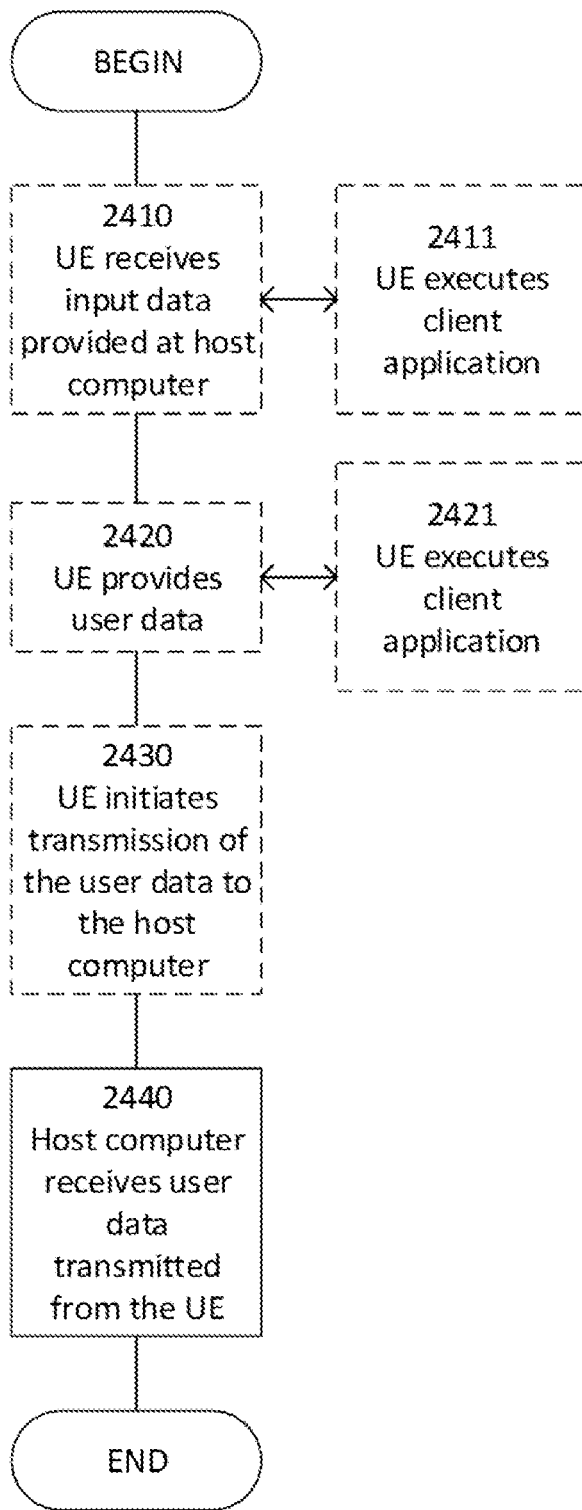 BEGIN
2410
UE receives
input data
provided at host
computer
2411
UE executes
client
application
2420
UE provides
user data
2421
UE executes
client
application
2430
UE initiates
transmission of
the user data to
the host
computer
2440
Host computer
receives user
data
transmitted
from the UE
END